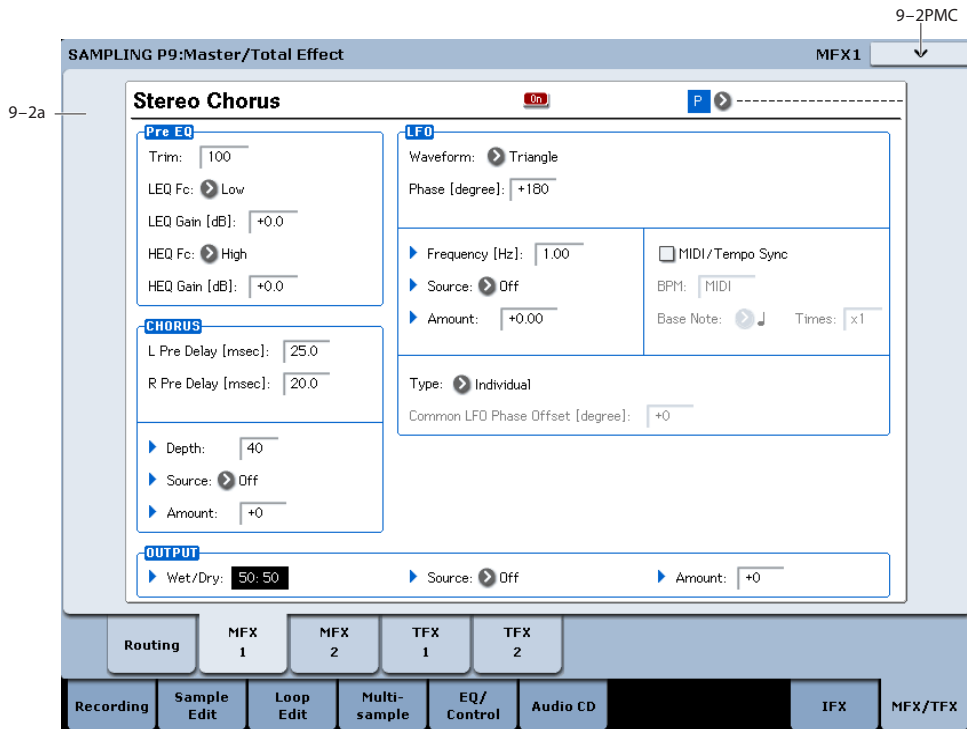 9–2PMC
SAMPLING P9:Master/Total Effect MFX1
9–2a
Stereo Chorus On P
Pre EQ
Trim: 100
LEQ Fc: Low
LEQ Gain [dB]: +0.0
HEQ Fc: High
HEQ Gain [dB]: +0.0
CHORUS
L Pre Delay [msec]: 25.0
R Pre Delay [msec]: 20.0
Depth: 40
Source: Off
Amount: +0
LFO
Waveform: Triangle
Phase [degree]: +180
Frequency [Hz]: 1.00
Source: Off
Amount: +0.00
MIDI/Tempo Sync
BPM: MIDI
Base Note: ♩ Times: x1
Type: Individual
Common LFO Phase Offset [degree]: +0
OUTPUT
Wet/Dry: 50:50 Source: Off Amount: +0
Routing
MFX
1
MFX
2
TFX
1
TFX
2
Recording
Sample
Edit
Loop
Edit
Multi-
sample
EQ/
Control
Audio CD
IFX
MFX/TFX